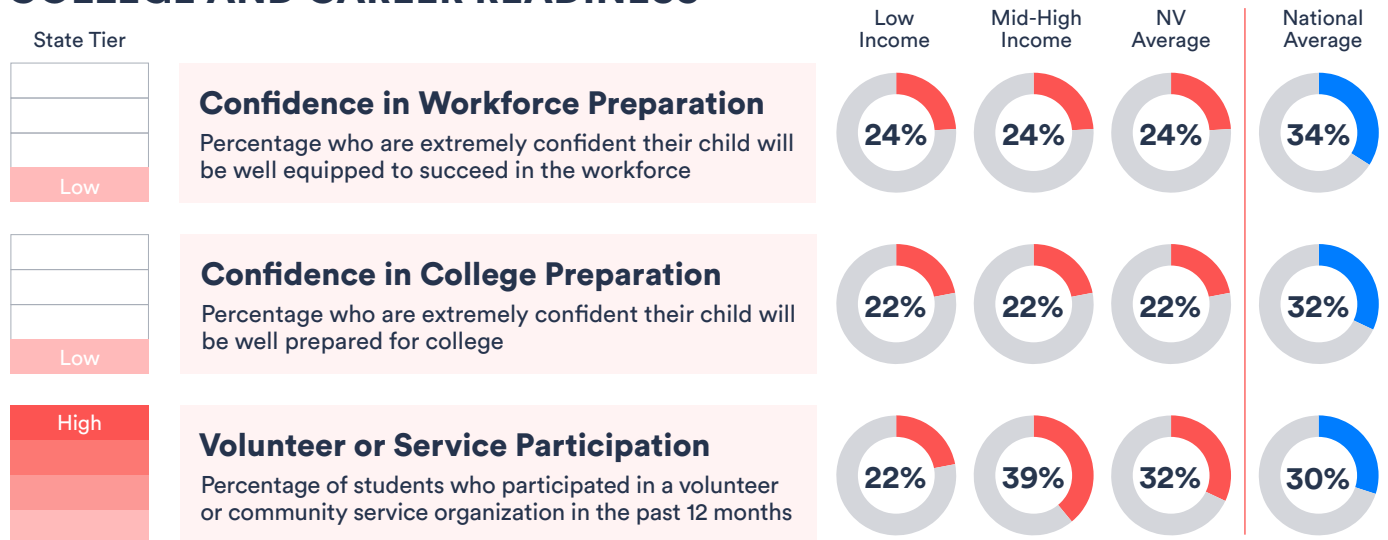 COLLEGE AND CAREER READINESS
State Tier
Low
Income
Mid-High
Income
NV
Average
National
Average
Low
Confidence in Workforce Preparation
Percentage who are extremely confident their child will
be well equipped to succeed in the workforce
24%
24%
24%
34%
Low
Confidence in College Preparation
Percentage who are extremely confident their child will
be well prepared for college
22%
22%
22%
32%
High
Volunteer or Service Participation
Percentage of students who participated in a volunteer
or community service organization in the past 12 months
22%
39%
32%
30%